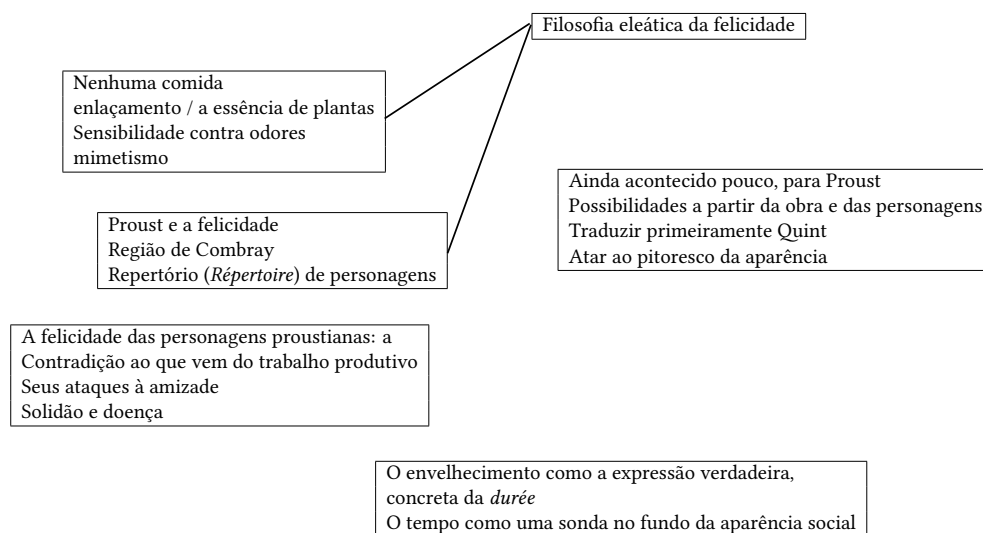 Filosofia eleática da felicidade
Nenhuma comida
enlaçamento / a essência de plantas
Sensibilidade contra odores
mimetismo
Ainda acontecido pouco, para Proust
Possibilidades a partir da obra e das personagens
Traduzir primeiramente Quint
Atar ao pitoresco da aparência
Proust e a felicidade
Região de Combray
Repertório (Répertoire) de personagens
A felicidade das personagens proustianas: a
Contradição ao que vem do trabalho produtivo
Seus ataques à amizade
Solidão e doença
O envelhecimento como a expressão verdadeira,
concreta da durée
O tempo como uma sonda no fundo da aparência social